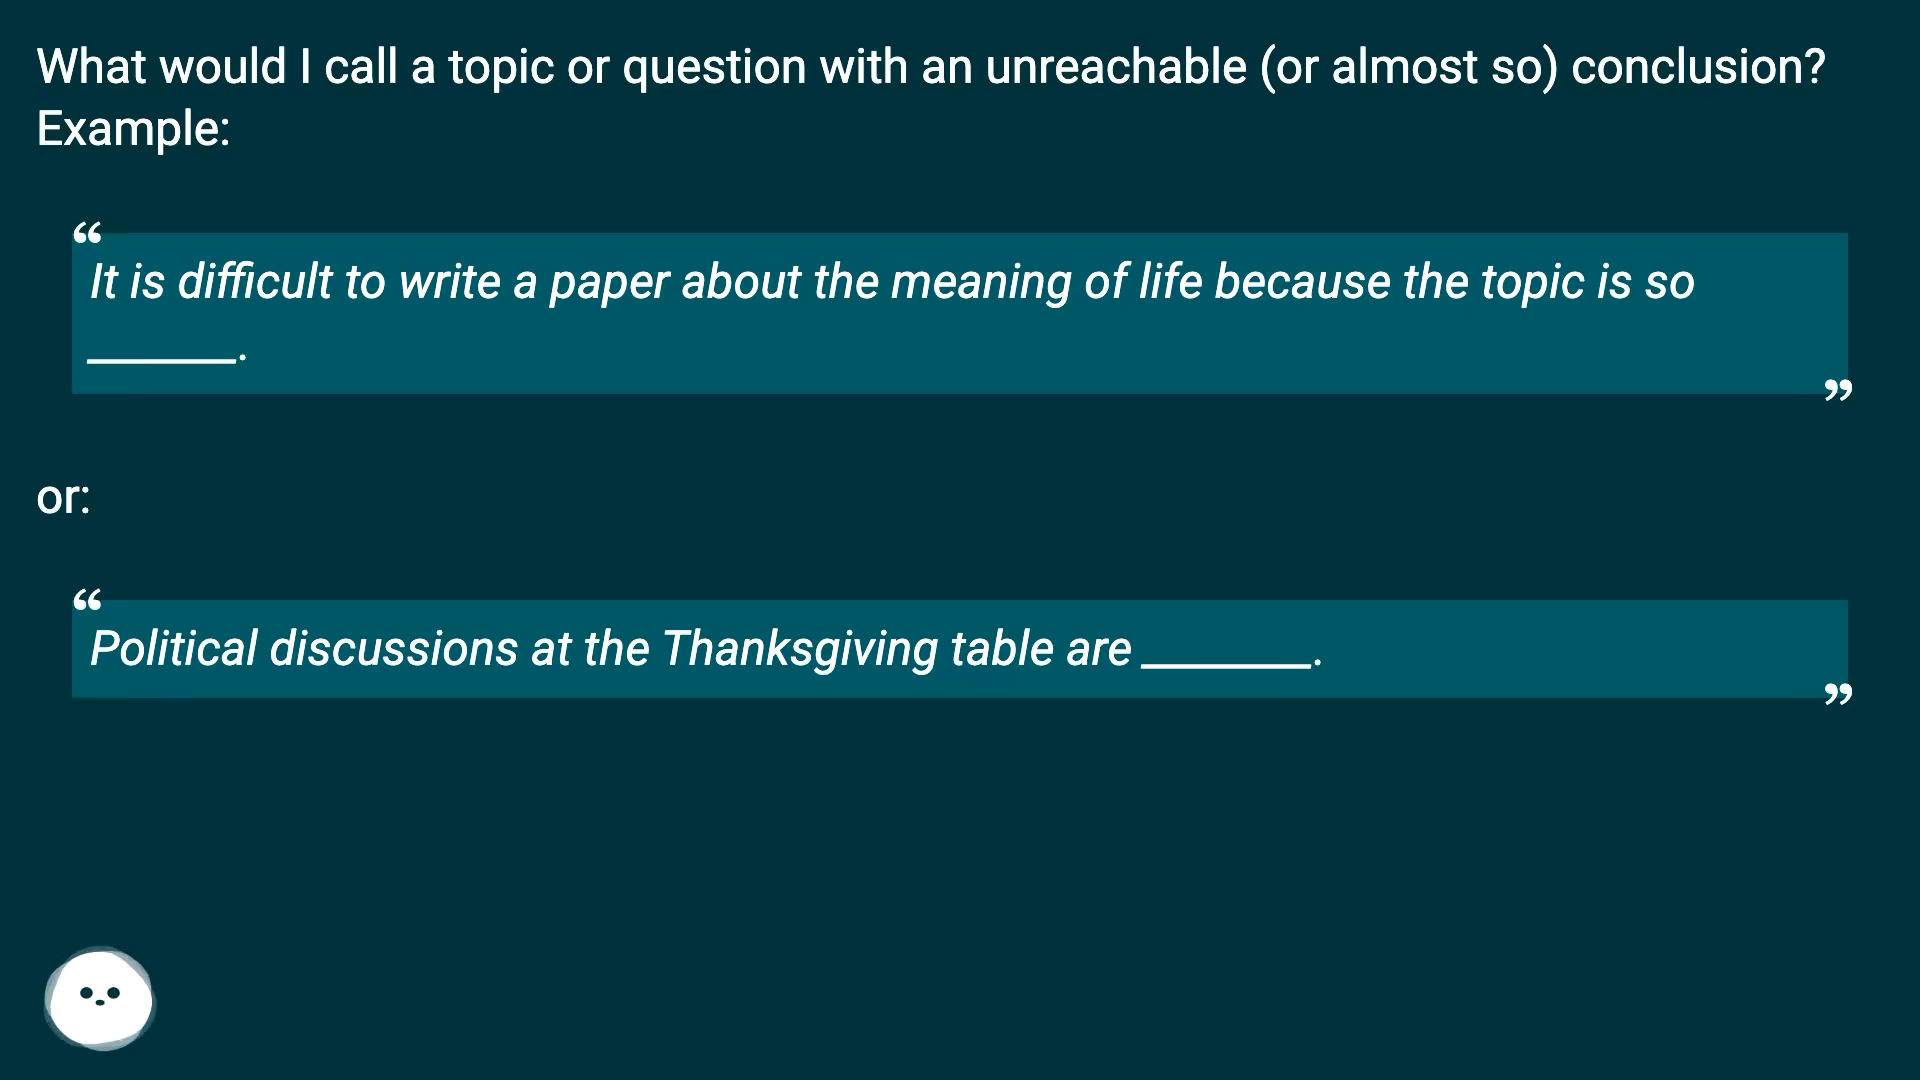 What would I call a topic or question with an unreachable (or almost so) conclusion?
Example:
“
It is difficult to write a paper about the meaning of life because the topic is so
_______.
”
or:
“
Political discussions at the Thanksgiving table are ________.
”